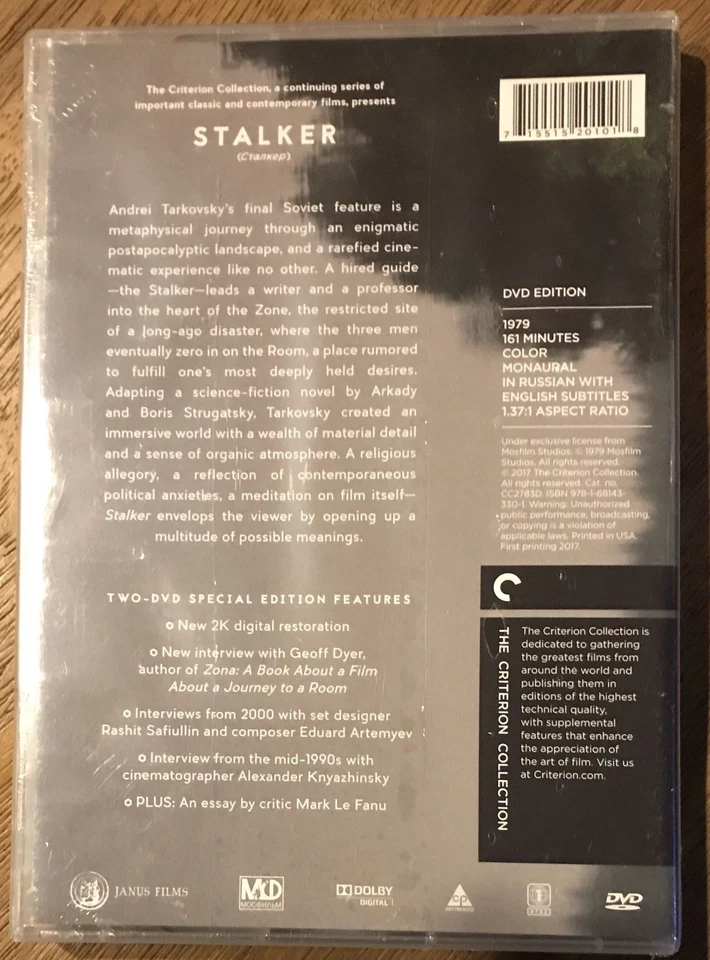 The Criterion Collection, a continuing series of
important classic and contemporary films, presents
STALKER
(Сталкер)
Andrei Tarkovsky's final Soviet feature is a
metaphysical journey through an enigmatic
postapocalyptic landscape, and a rarefied cine-
matic experience like no other. A hired guide
—the Stalker—leads a writer and a professor
into the heart of the Zone, the restricted site
of a long-ago disaster, where the three men
eventually zero in on the Room, a place rumored
to fulfill one's most deeply held desires.
Adapting a science-fiction novel by Arkady
and Boris Strugatsky, Tarkovsky created an
immersive world with a wealth of material detail
and a sense of organic atmosphere. A religious
allegory, a reflection of contemporaneous
political anxieties, a meditation on film itself—
Stalker envelops the viewer by opening up a
multitude of possible meanings.
TWO-DVD SPECIAL EDITION FEATURES
New 2K digital restoration
New interview with Geoff Dyer,
author of Zona: A Book About a Film
About a Journey to a Room
Interviews from 2000 with set designer
Rashit Safiullin and composer Eduard Artemyev
Interview from the mid-1990s with
cinematographer Alexander Knyazhinsky
PLUS: An essay by critic Mark Le Fanu
7 15515 20101 8
DVD EDITION
1979
161 MINUTES
COLOR
MONAURAL
IN RUSSIAN WITH
ENGLISH SUBTITLES
1.37:1 ASPECT RATIO
Under exclusive license from
Mosfilm Studios. © 1979 Mosfilm
Studios. All rights reserved.
© 2017 The Criterion Collection.
All rights reserved. Cat. no.
CC2783D. ISBN 978-1-68143-
330-1. Warning: Unauthorized
public performance, broadcasting,
or copying is a violation of
applicable laws. Printed in USA.
First printing 2017.
THE CRITERION COLLECTION
The Criterion Collection is
dedicated to gathering
the greatest films from
around the world and
publishing them in
editions of the highest
technical quality,
with supplemental
features that enhance
the appreciation of
the art of film. Visit us
at Criterion.com.
JANUS FILMS
МОСФИЛЬМ
DOLBY
DIGITAL
NTSC
DVD